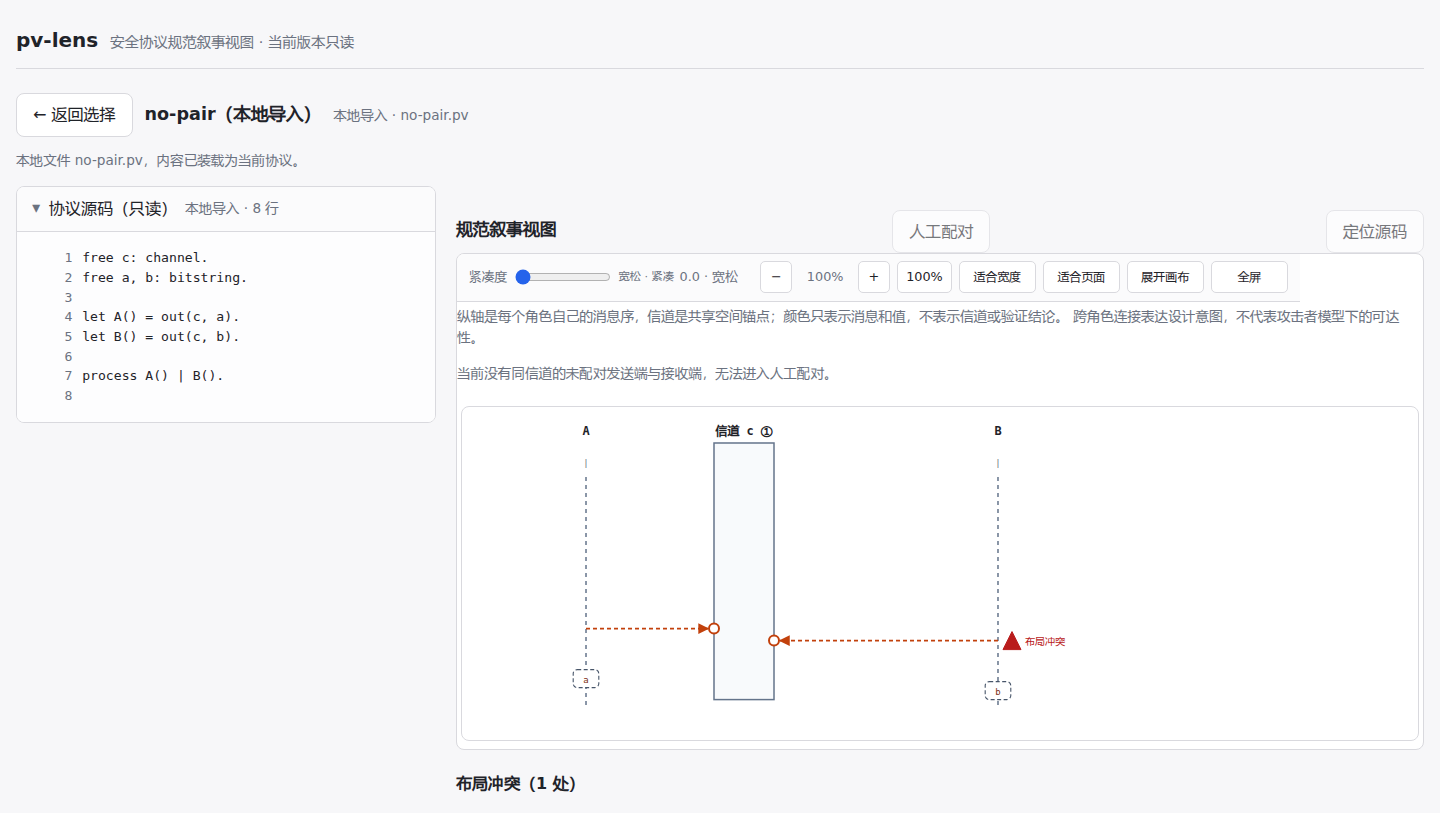 pv-lens 安全协议规范叙事视图 · 当前版本只读
← 返回选择 no-pair（本地导入） 本地导入 · no-pair.pv
本地文件 no-pair.pv，内容已装载为当前协议。
▼ 协议源码（只读） 本地导入 · 8 行
1 free c: channel.
2 free a, b: bitstring.
3
4 let A() = out(c, a).
5 let B() = out(c, b).
6
7 process A() | B().
8
规范叙事视图 人工配对 定位源码
紧凑度 宽松 · 紧凑 0.0 · 宽松 − 100% + 100% 适合宽度 适合页面 展开画布 全屏
纵轴是每个角色自己的消息序，信道是共享空间锚点；颜色只表示消息和值，不表示信道或验证结论。 跨角色连接表达设计意图，不代表攻击者模型下的可达
性。
当前没有同信道的未配对发送端与接收端，无法进入人工配对。
A 信道 c ① B
布局冲突
a
b
布局冲突（1 处）